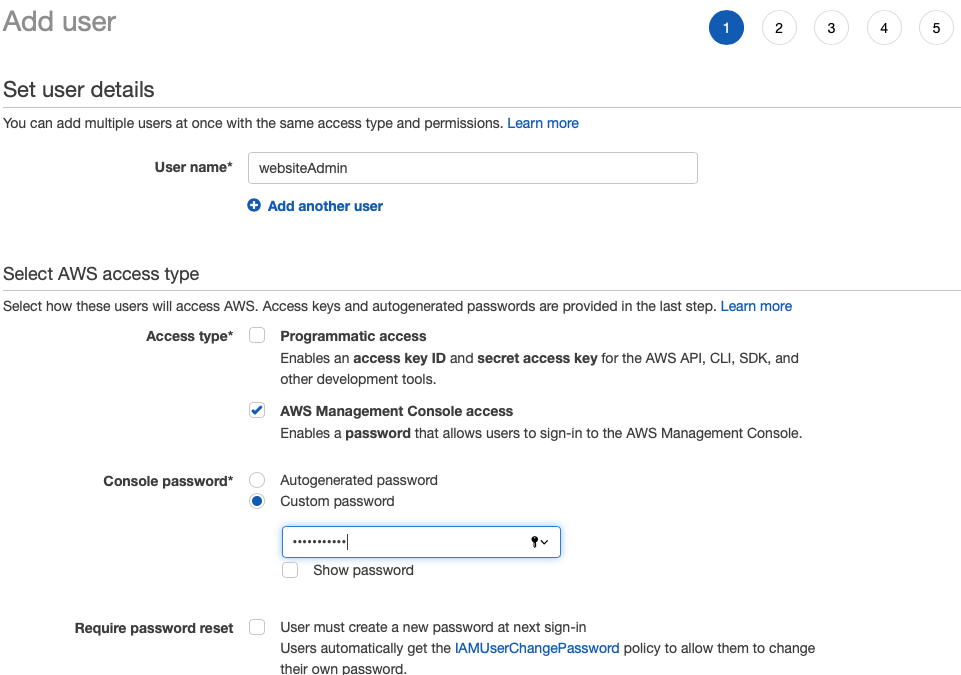 Add user
1 2 3 4 5
Set user details
You can add multiple users at once with the same access type and permissions. Learn more
User name* websiteAdmin
Add another user
Select AWS access type
Select how these users will access AWS. Access keys and autogenerated passwords are provided in the last step. Learn more
Access type* Programmatic access
Enables an access key ID and secret access key for the AWS API, CLI, SDK, and
other development tools.
AWS Management Console access
Enables a password that allows users to sign-in to the AWS Management Console.
Console password* Autogenerated password
Custom password
•••••••••••
Show password
Require password reset User must create a new password at next sign-in
Users automatically get the IAMUserChangePassword policy to allow them to change
their own password.